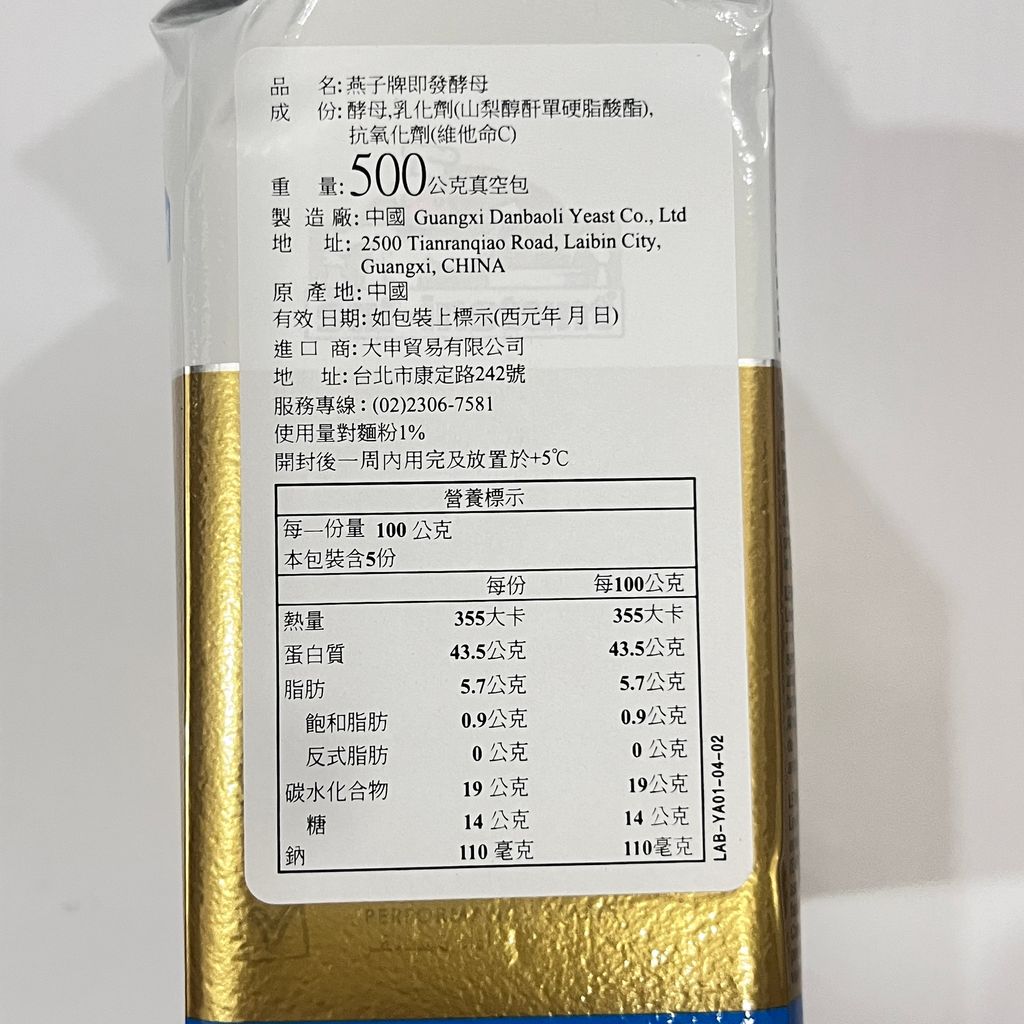 品 名:燕子牌即發酵母
成 份:酵母,乳化劑(山梨醇酐單硬脂酸酯),
抗氧化劑(維他命C)
重 量:500公克真空包
製 造 廠:中國 Guangxi Danbaoli Yeast Co., Ltd
地 址: 2500 Tianranqiao Road, Laibin City,
Guangxi, CHINA
原 產 地:中國
有效 日期:如包裝上標示(西元年 月 日)
進 口 商:大申貿易有限公司
地 址:台北市康定路242號
服務專線:(02)2306-7581
使用量對麵粉1%
開封後一周內用完及放置於+5℃
營養標示
每一份量 100 公克
本包裝含5份
每份 每100公克
熱量 355大卡 355大卡
蛋白質 43.5公克 43.5公克
脂肪 5.7公克 5.7公克
飽和脂肪 0.9公克 0.9公克
反式脂肪 0 公克 0 公克
碳水化合物 19 公克 19公克
糖 14 公克 14 公克
鈉 110 毫克 110毫克
LAB-YA01-04-02